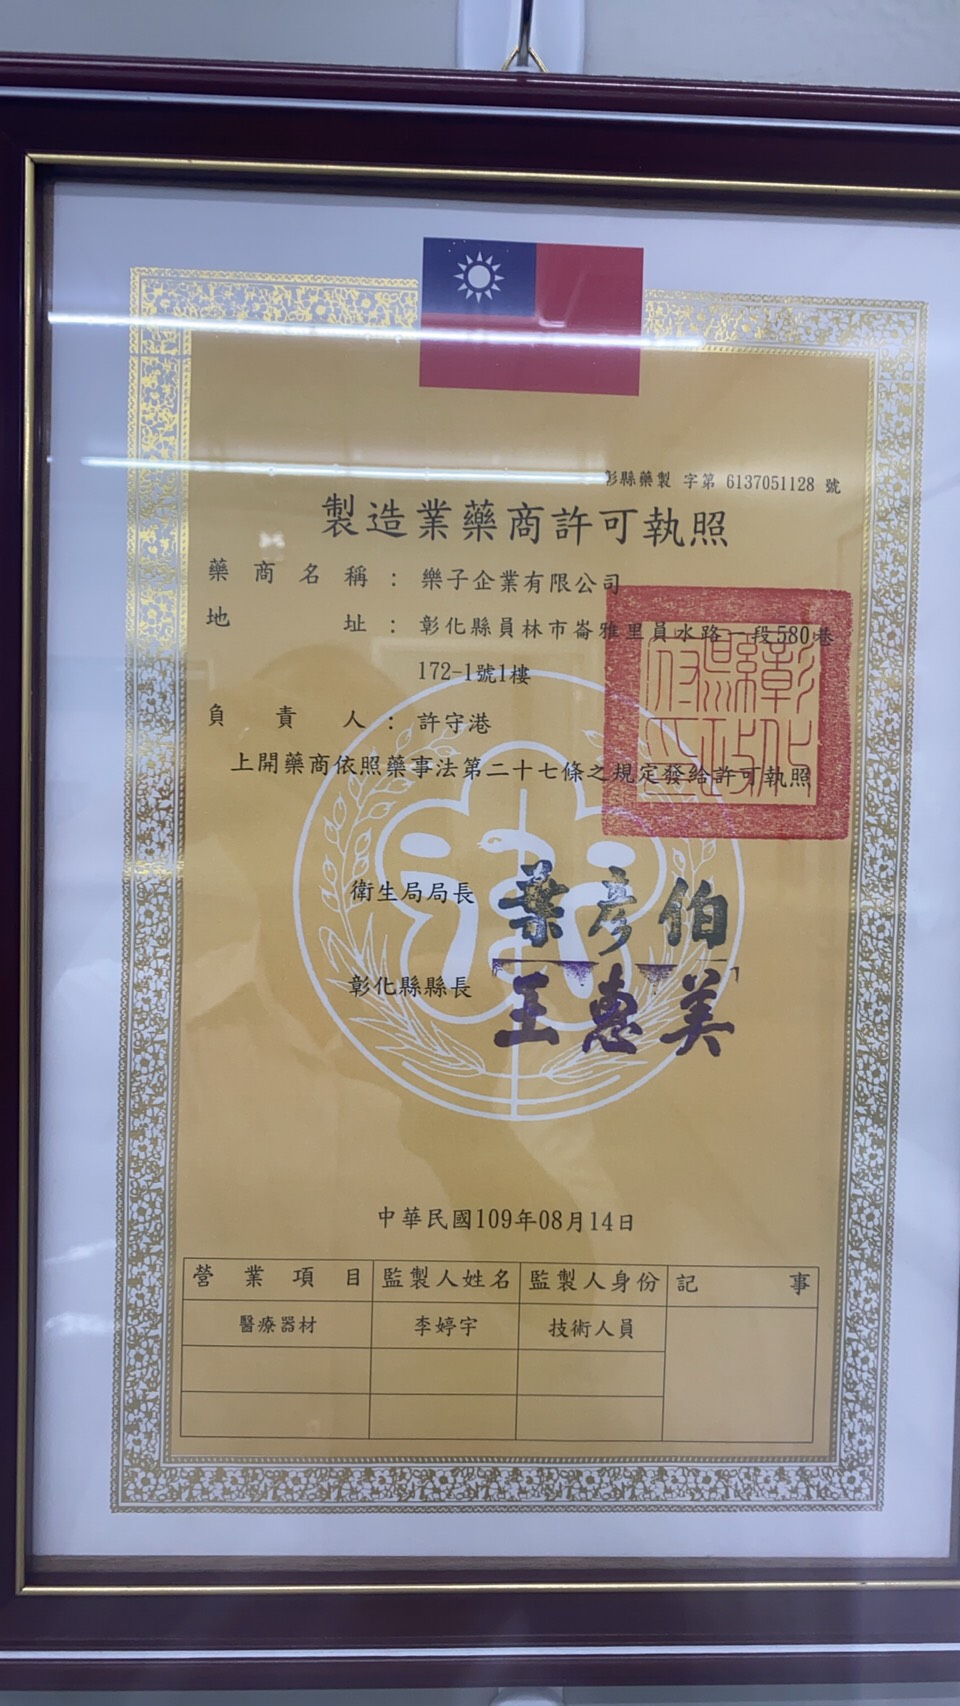 彰縣藥製 字第 6137051128 號
製造業藥商許可執照
藥商名稱：樂子企業有限公司
地址：彰化縣員林市崙雅里員水路一段580巷
172-1號1樓
負責人：許守港
上開藥商依照藥事法第二十七條之規定發給許可執照
衛生局局長 葉彥伯
彰化縣縣長 王惠美
中華民國109年08月14日
營業項目 監製人姓名 監製人身份 記事
醫療器材 李婷宇 技術人員